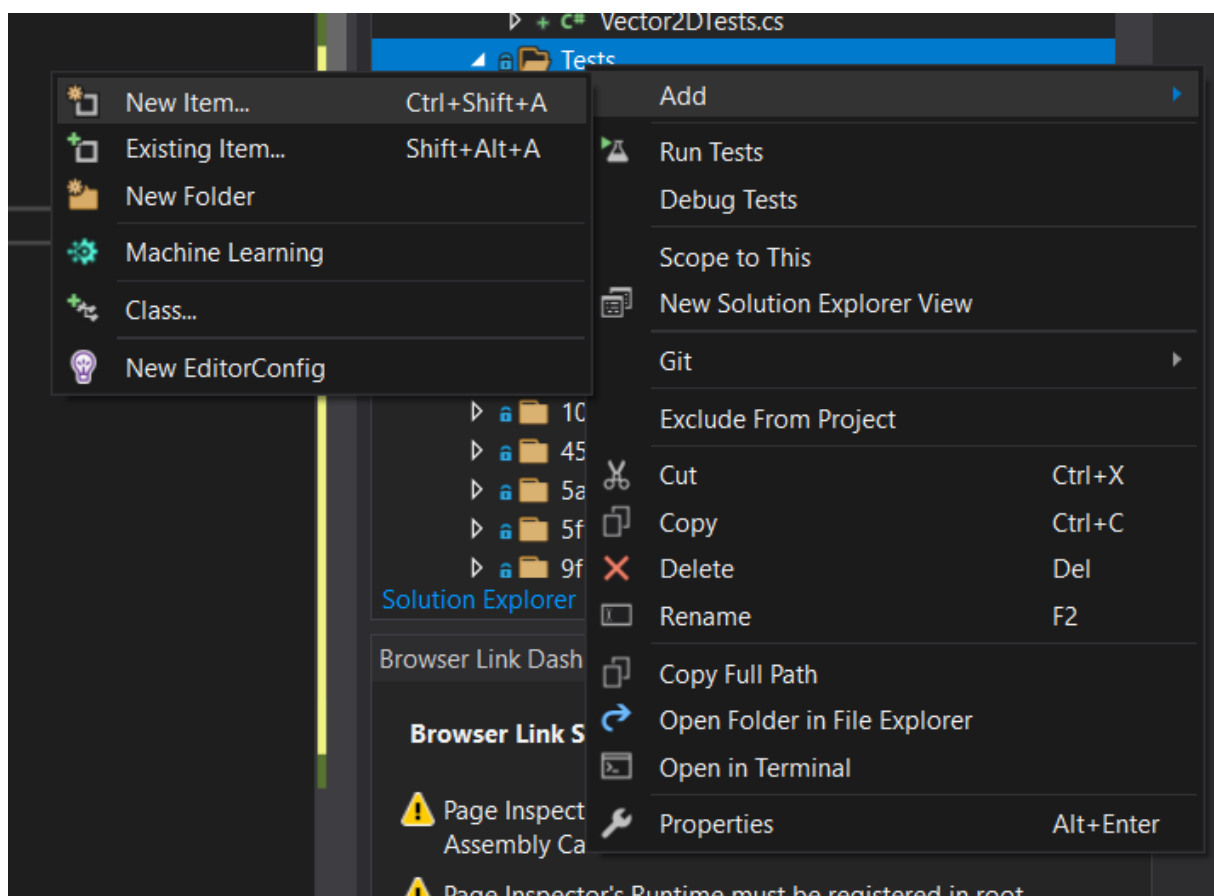 C# Vector2DTests.cs
Tests
New Item... Ctrl+Shift+A
Existing Item... Shift+Alt+A
New Folder
Machine Learning
Class...
New EditorConfig
Add
Run Tests
Debug Tests
Scope to This
New Solution Explorer View
Git
Exclude From Project
Cut Ctrl+X
Copy Ctrl+C
Delete Del
Rename F2
Copy Full Path
Open Folder in File Explorer
Open in Terminal
Properties Alt+Enter
10
45
5a
5f
9f
Solution Explorer
Browser Link Dash
Browser Link S
Page Inspect
Assembly Ca
Page Inspector's Runtime must be registered in root